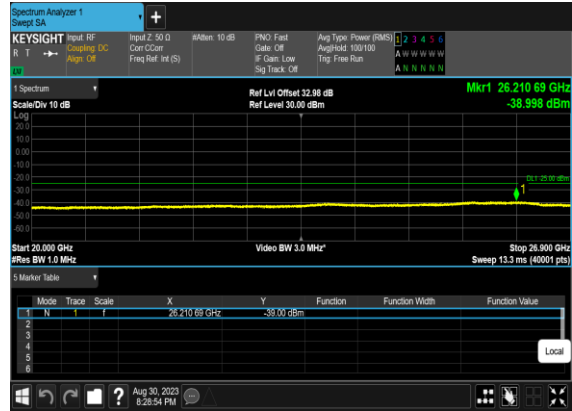 Spectrum Analyzer 1
Swept SA
+
KEYSIGHT Input: RF Input Z: 50 Ω #Atten: 10 dB PNO: Fast Avg Type: Power (RMS) 1 2 3 4 5 6
R T Coupling: DC Corr CCorr Gate: Off Avg|Hold: 100/100 A W W W W W
Align: Off Freq Ref: Int (S) IF Gain: Low Trig: Free Run
Sig Track: Off A N N N N N
1 Spectrum Ref Lvl Offset 32.98 dB Mkr1 26.210 69 GHz
Scale/Div 10 dB Ref Level 30.00 dBm -38.998 dBm
Log
20.0
10.0
0.00
-10.0
-20.0
DL1 -25.00 dBm
-30.0
1
-40.0
-50.0
-60.0
Start 20.000 GHz Video BW 3.0 MHz* Stop 26.900 GHz
#Res BW 1.0 MHz Sweep 13.3 ms (40001 pts)
5 Marker Table
Mode Trace Scale X Y Function Function Width Function Value
1 N 1 f 26.210 69 GHz -39.00 dBm
2
3
4
5
6
Local
? Aug 30, 2023
8:28:54 PM